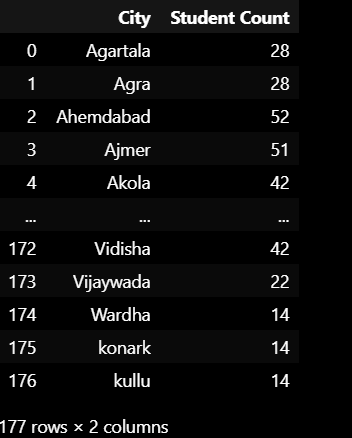 City Student Count
0 Agartala 28
1 Agra 28
2 Ahemdabad 52
3 Ajmer 51
4 Akola 42
... ... ...
172 Vidisha 42
173 Vijaywada 22
174 Wardha 14
175 konark 14
176 kullu 14
177 rows × 2 columns